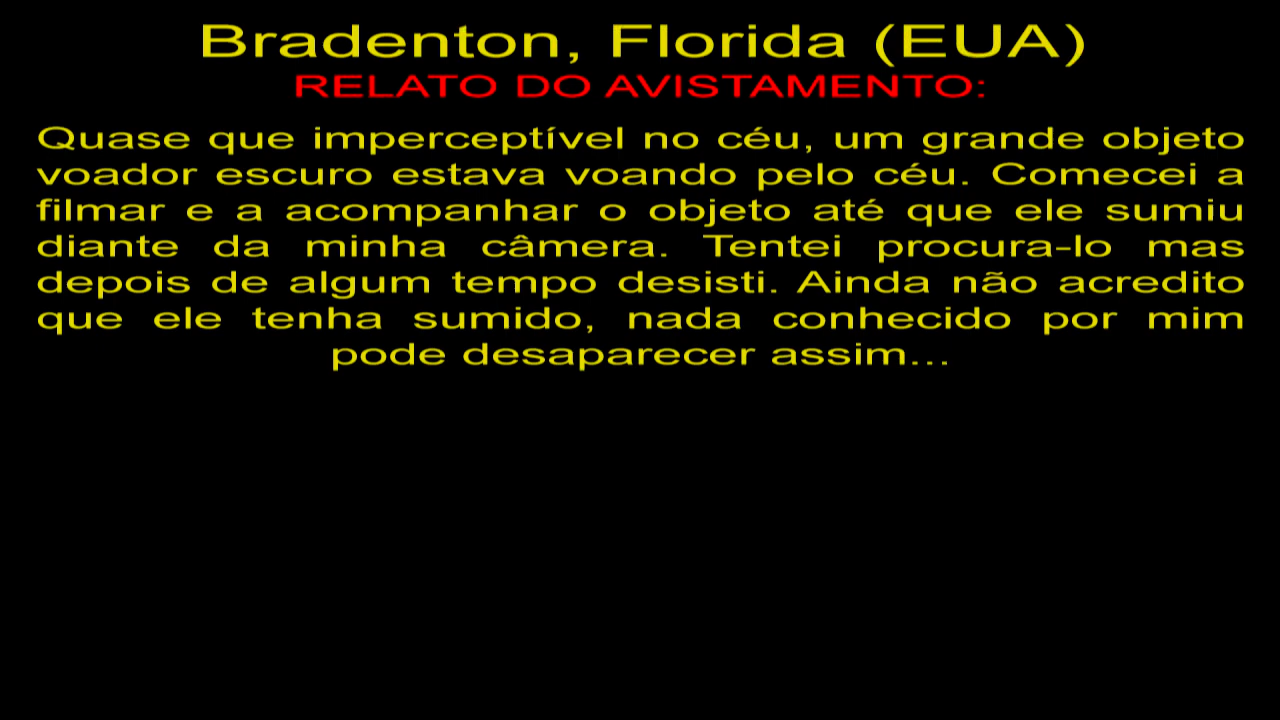 Bradenton, Florida (EUA)
RELATO DO AVISTAMENTO:
Quase que imperceptível no céu, um grande objeto
voador escuro estava voando pelo céu. Comecei a
filmar e a acompanhar o objeto até que ele sumiu
diante da minha câmera. Tentei procura-lo mas
depois de algum tempo desisti. Ainda não acredito
que ele tenha sumido, nada conhecido por mim
pode desaparecer assim...